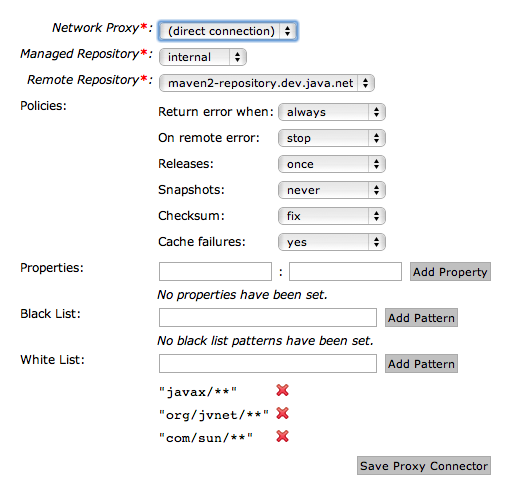 Network Proxy*: (direct connection)
Managed Repository*: internal
Remote Repository*: maven2-repository.dev.java.net
Policies:
Return error when: always
On remote error: stop
Releases: once
Snapshots: never
Checksum: fix
Cache failures: yes
Properties: : Add Property
No properties have been set.
Black List: Add Pattern
No black list patterns have been set.
White List: Add Pattern
"javax/**"
"org/jvnet/**"
"com/sun/**"
Save Proxy Connector